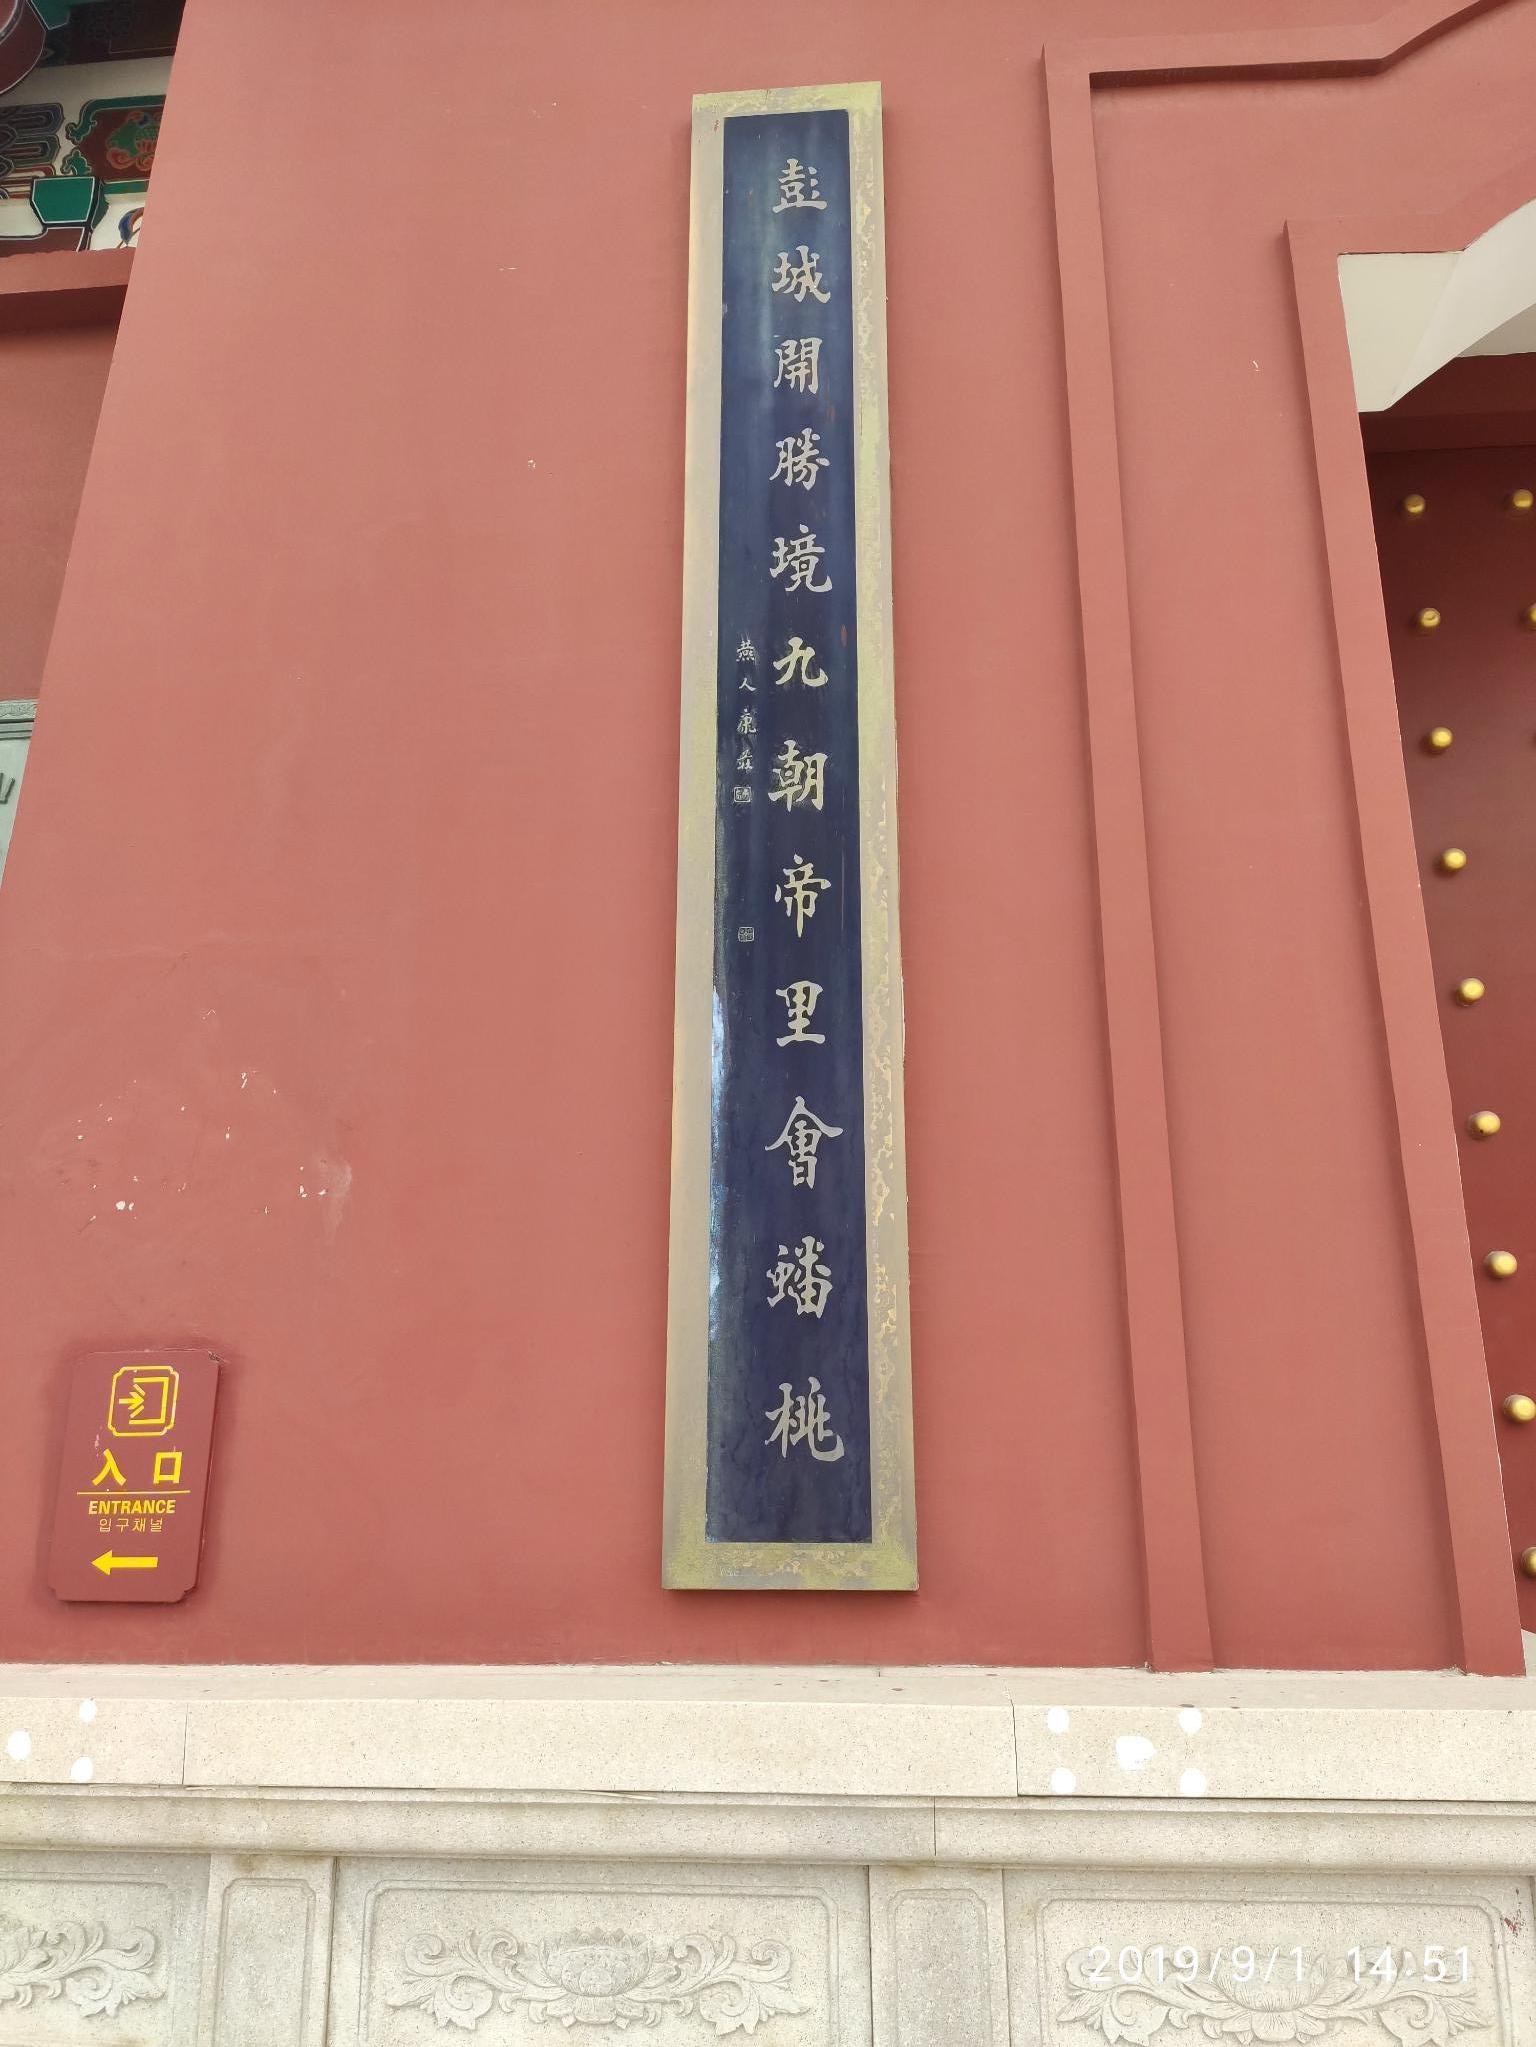 彭城開勝境九朝帝里會蟠桃
燕人康莊
入口
ENTRANCE
입구채널
2019/9/1 14:51